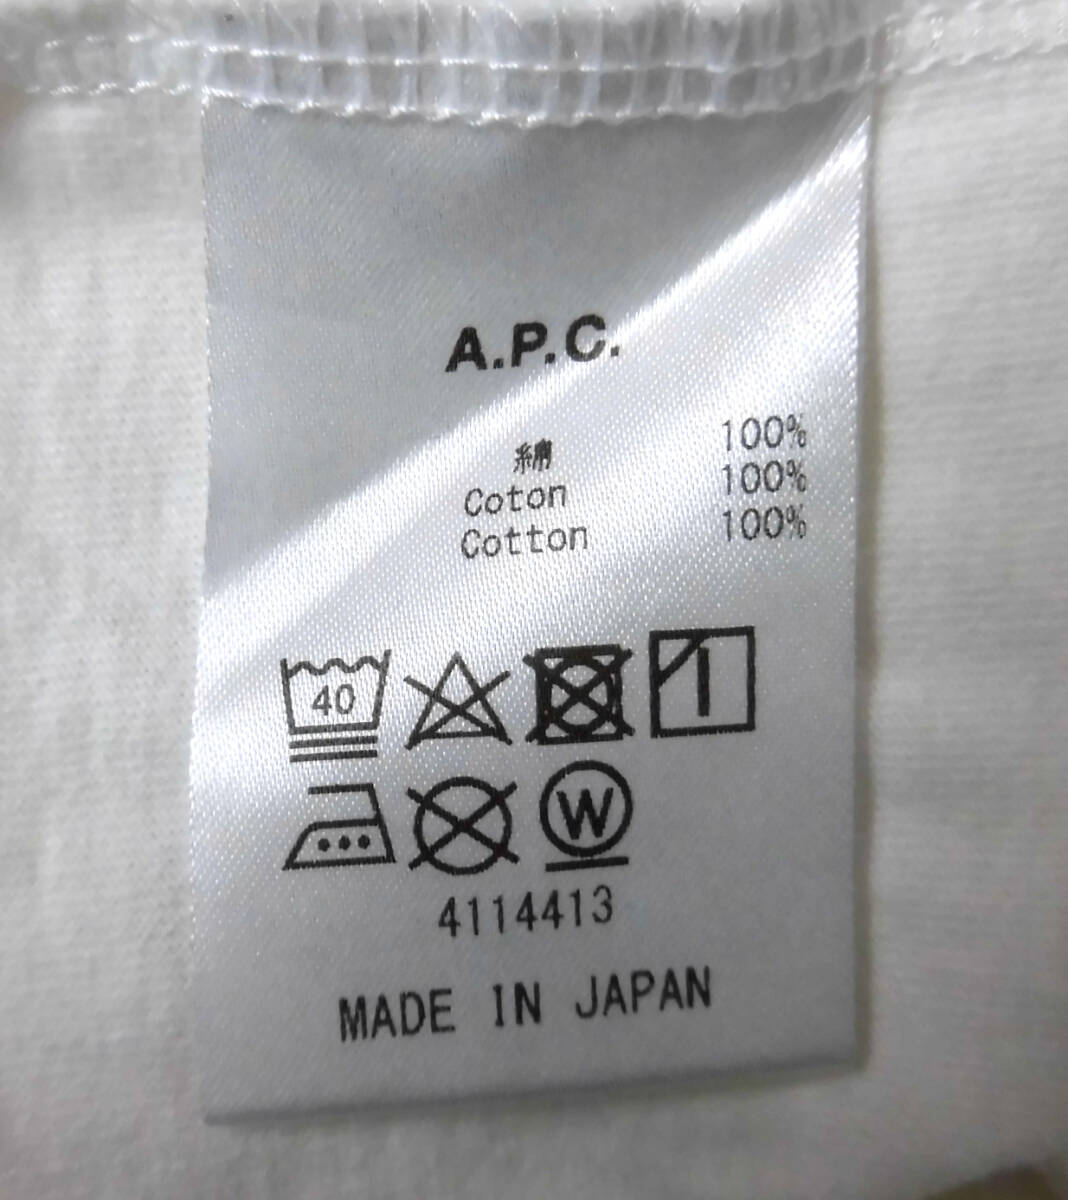 A.P.C.
綿 100%
Coton 100%
Cotton 100%
40
W
4114413
MADE IN JAPAN